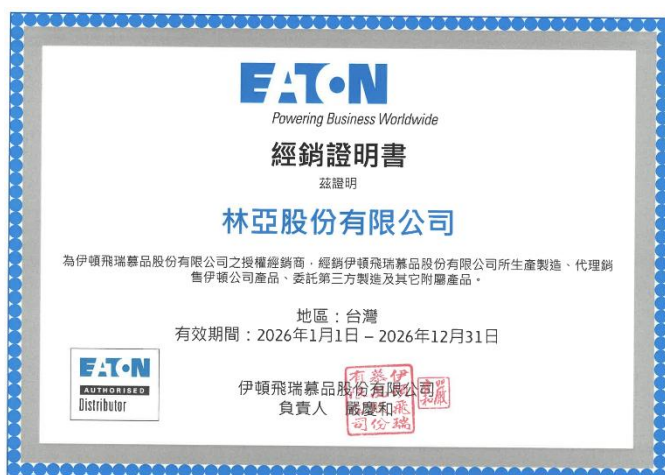 EATON
Powering Business Worldwide
經銷證明書
茲證明
林亞股份有限公司
為伊頓飛瑞慕品股份有限公司之授權經銷商，經銷伊頓飛瑞慕品股份有限公司所生產製造、代理銷
售伊頓公司產品、委託第三方製造及其它附屬產品。
地區：台灣
有效期間：2026年1月1日 – 2026年12月31日
EATON
AUTHORISED
Distributor
伊頓飛瑞慕品股份有限公司
負責人 嚴慶和